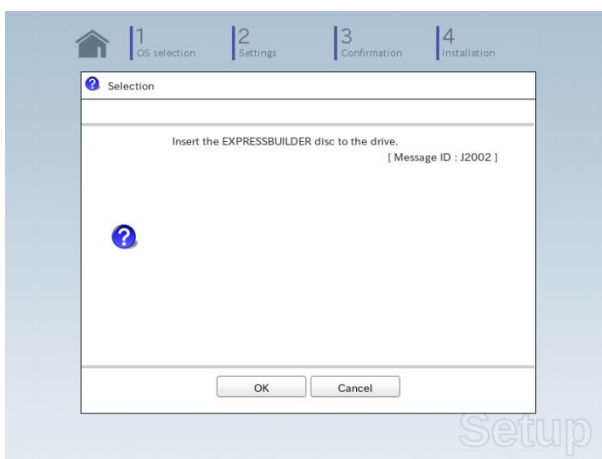 1
OS selection
2
Settings
3
Confirmation
4
Installation
Selection
Insert the EXPRESSBUILDER disc to the drive.
[ Message ID : J2002 ]
OK
Cancel
Setup